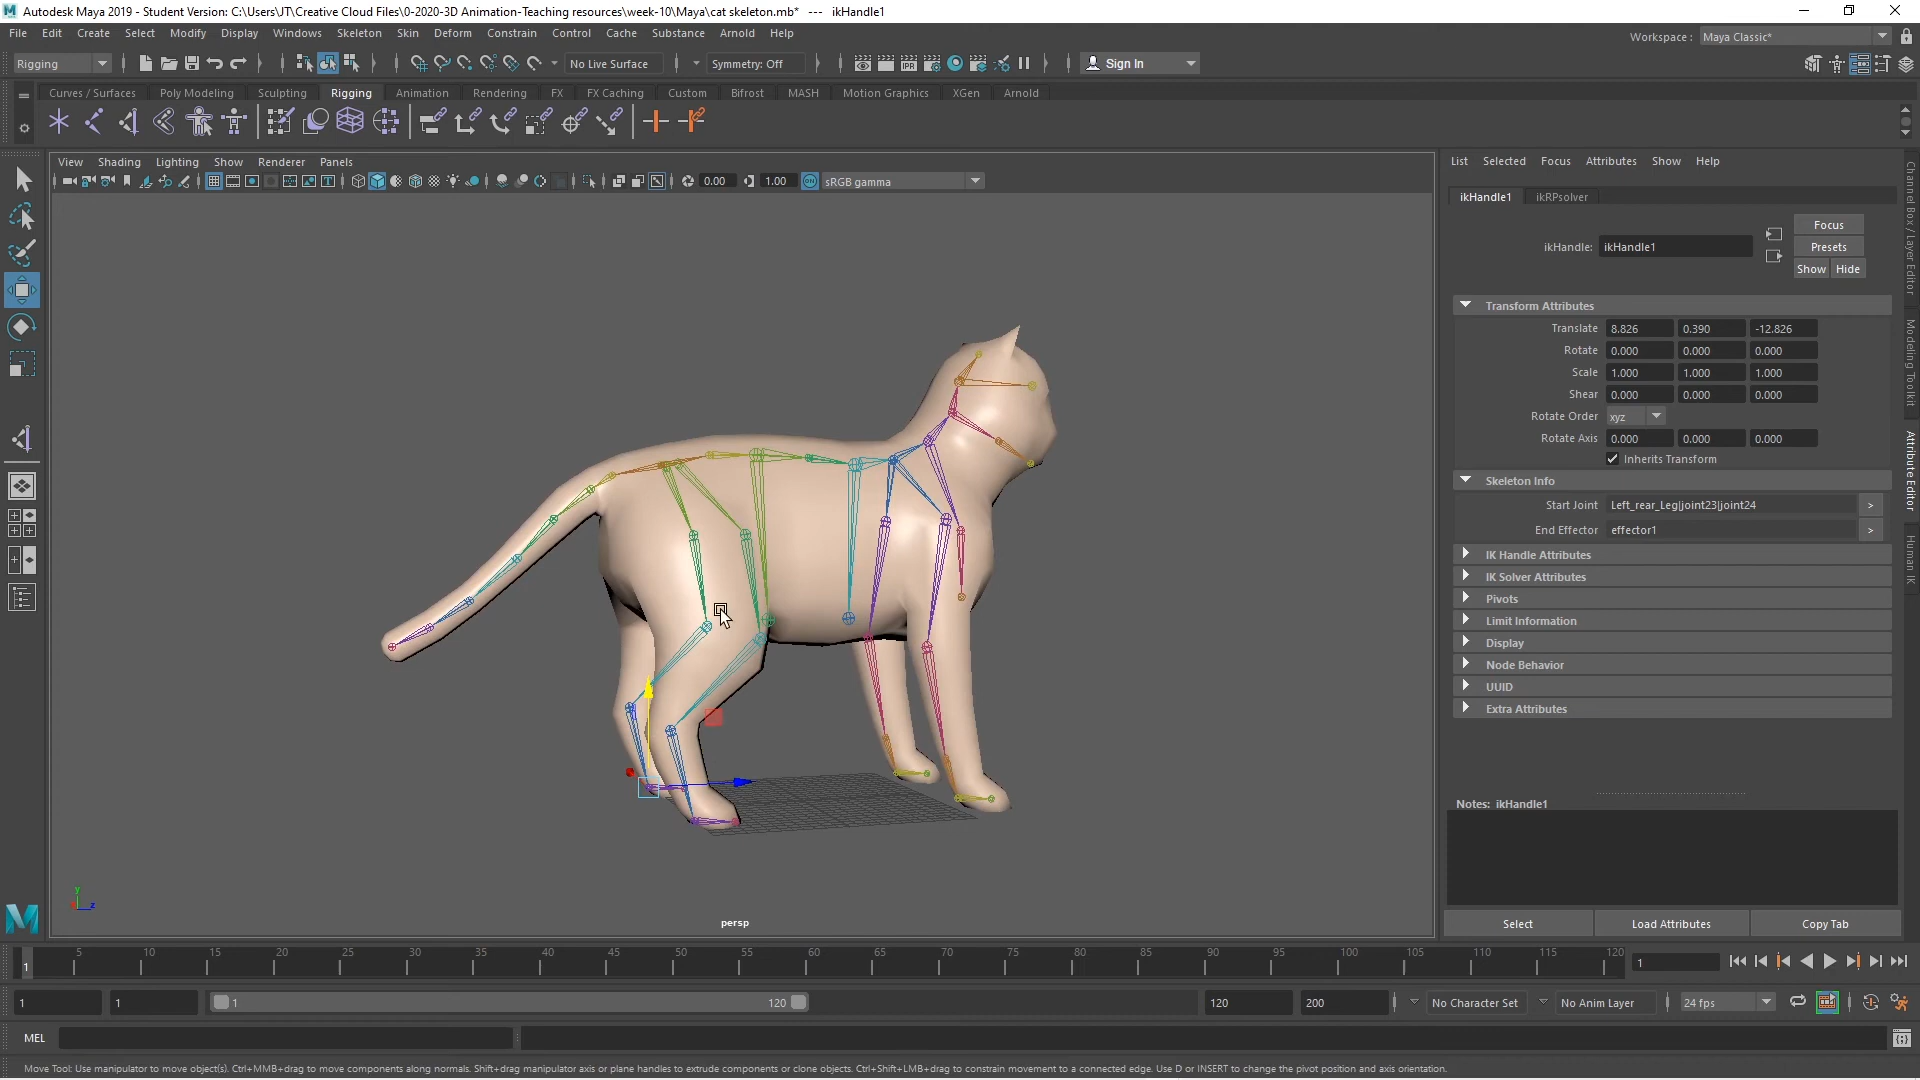 Autodesk Maya 2019 - Student Version: C:\Users\JT\Creative Cloud Files\0-2020-3D Animation-Teaching resources\week-10\Maya\cat skeleton.mb* --- ikHandle1
File Edit Create Select Modify Display Windows Skeleton Skin Deform Constrain Control Cache Substance Arnold Help
Workspace : Maya Classic*
Rigging No Live Surface Symmetry: Off IPR Sign In
Curves / Surfaces Poly Modeling Sculpting Rigging Animation Rendering FX FX Caching Custom Bifrost MASH Motion Graphics XGen Arnold
View Shading Lighting Show Renderer Panels
0.00 1.00 ON sRGB gamma
y
z
persp
List Selected Focus Attributes Show Help
ikHandle1 ikRPsolver
Focus
ikHandle: ikHandle1 Presets
Show Hide
Transform Attributes
Translate 8.826 0.390 -12.826
Rotate 0.000 0.000 0.000
Scale 1.000 1.000 1.000
Shear 0.000 0.000 0.000
Rotate Order xyz
Rotate Axis 0.000 0.000 0.000
Inherits Transform
Skeleton Info
Start Joint Left_rear_Leg|joint23|joint24 >
End Effector effector1 >
IK Handle Attributes
IK Solver Attributes
Pivots
Limit Information
Display
Node Behavior
UUID
Extra Attributes
Notes: ikHandle1
Select Load Attributes Copy Tab
Channel Box / Layer Editor
Modeling Toolkit
Attribute Editor
Human IK
1 5 10 15 20 25 30 35 40 45 50 55 60 65 70 75 80 85 90 95 100 105 110 115 120 1
1 1 1 120 120 200 No Character Set No Anim Layer 24 fps
MEL
Move Tool: Use manipulator to move object(s). Ctrl+MMB+drag to move components along normals. Shift+drag manipulator axis or plane handles to extrude components or clone objects. Ctrl+Shift+LMB+drag to constrain movement to a connected edge. Use D or INSERT to change the pivot position and axis orientation.